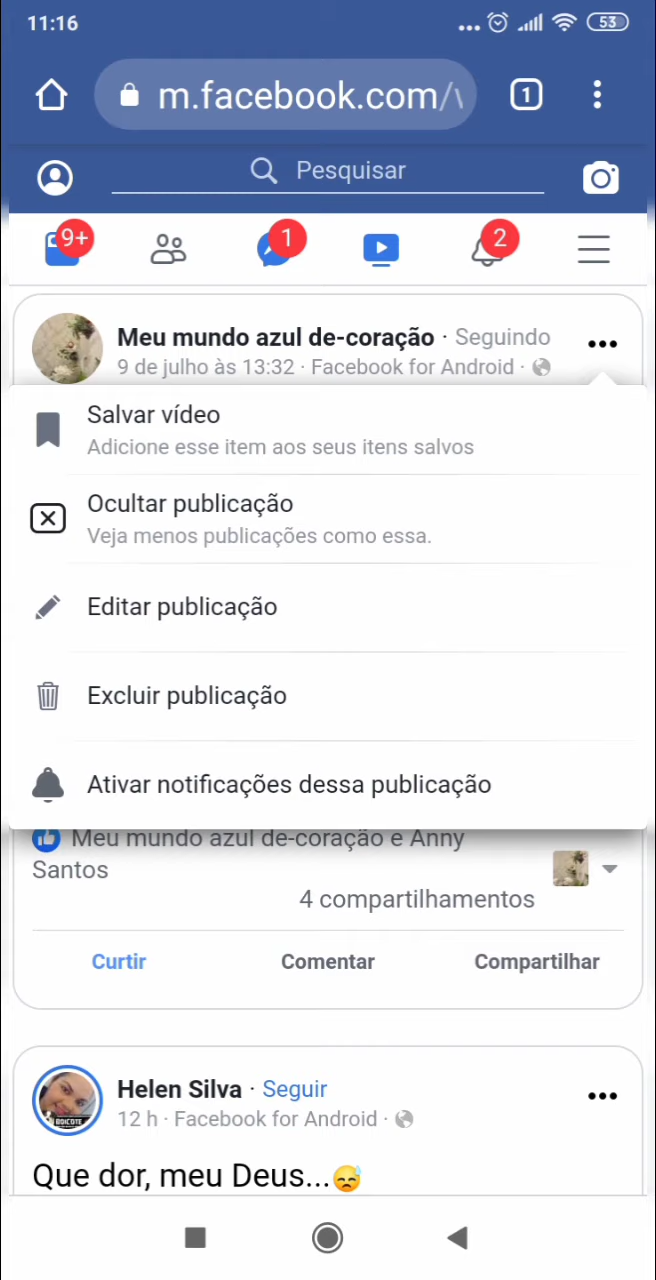 11:16
53
m.facebook.com/
1
Pesquisar
9+
1
2
Meu mundo azul de-coração · Seguindo
9 de julho às 13:32 · Facebook for Android ·
Salvar vídeo
Adicione esse item aos seus itens salvos
Ocultar publicação
Veja menos publicações como essa.
Editar publicação
Excluir publicação
Ativar notificações dessa publicação
Meu mundo azul de-coração e Anny
Santos
4 compartilhamentos
Curtir Comentar Compartilhar
Helen Silva · Seguir
12 h · Facebook for Android ·
BOICOTE
Que dor, meu Deus...😓